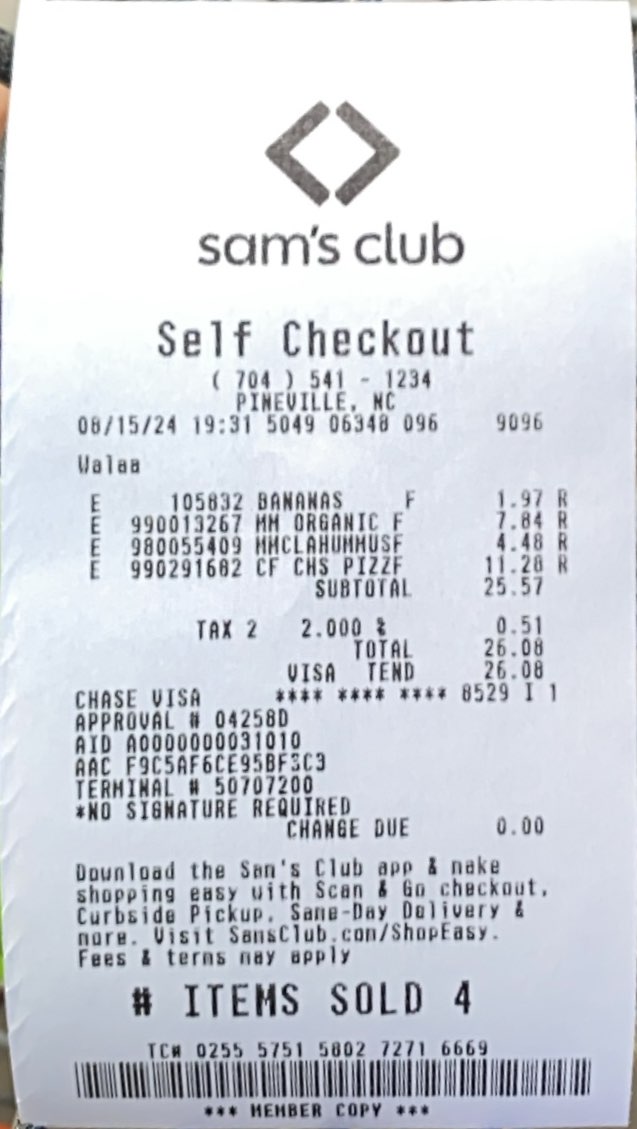 sam's club
Self Checkout
( 704 ) 541 - 1234
PINEVILLE, NC
08/15/24 19:31 5049 06348 096 9096
Walaa
E 105832 BANANAS F 1.97 R
E 990013267 MM ORGANIC F 7.84 R
E 980055409 MMCLAHUMMUSF 4.48 R
E 990291682 CF CHS PIZZF 11.28 R
SUBTOTAL 25.57
TAX 2 2.000 % 0.51
TOTAL 26.08
VISA TEND 26.08
CHASE VISA **** **** **** 8529 I 1
APPROVAL # 04258D
AID A0000000031010
AAC F9C5AF6CE95BF3C3
TERMINAL # 50707200
*NO SIGNATURE REQUIRED
CHANGE DUE 0.00
Download the Sam's Club app & make
shopping easy with Scan & Go checkout,
Curbside Pickup, Same-Day Delivery &
more. Visit SamsClub.com/ShopEasy.
Fees & terms may apply
# ITEMS SOLD 4
TC# 0255 5751 5802 7271 6669
*** MEMBER COPY ***